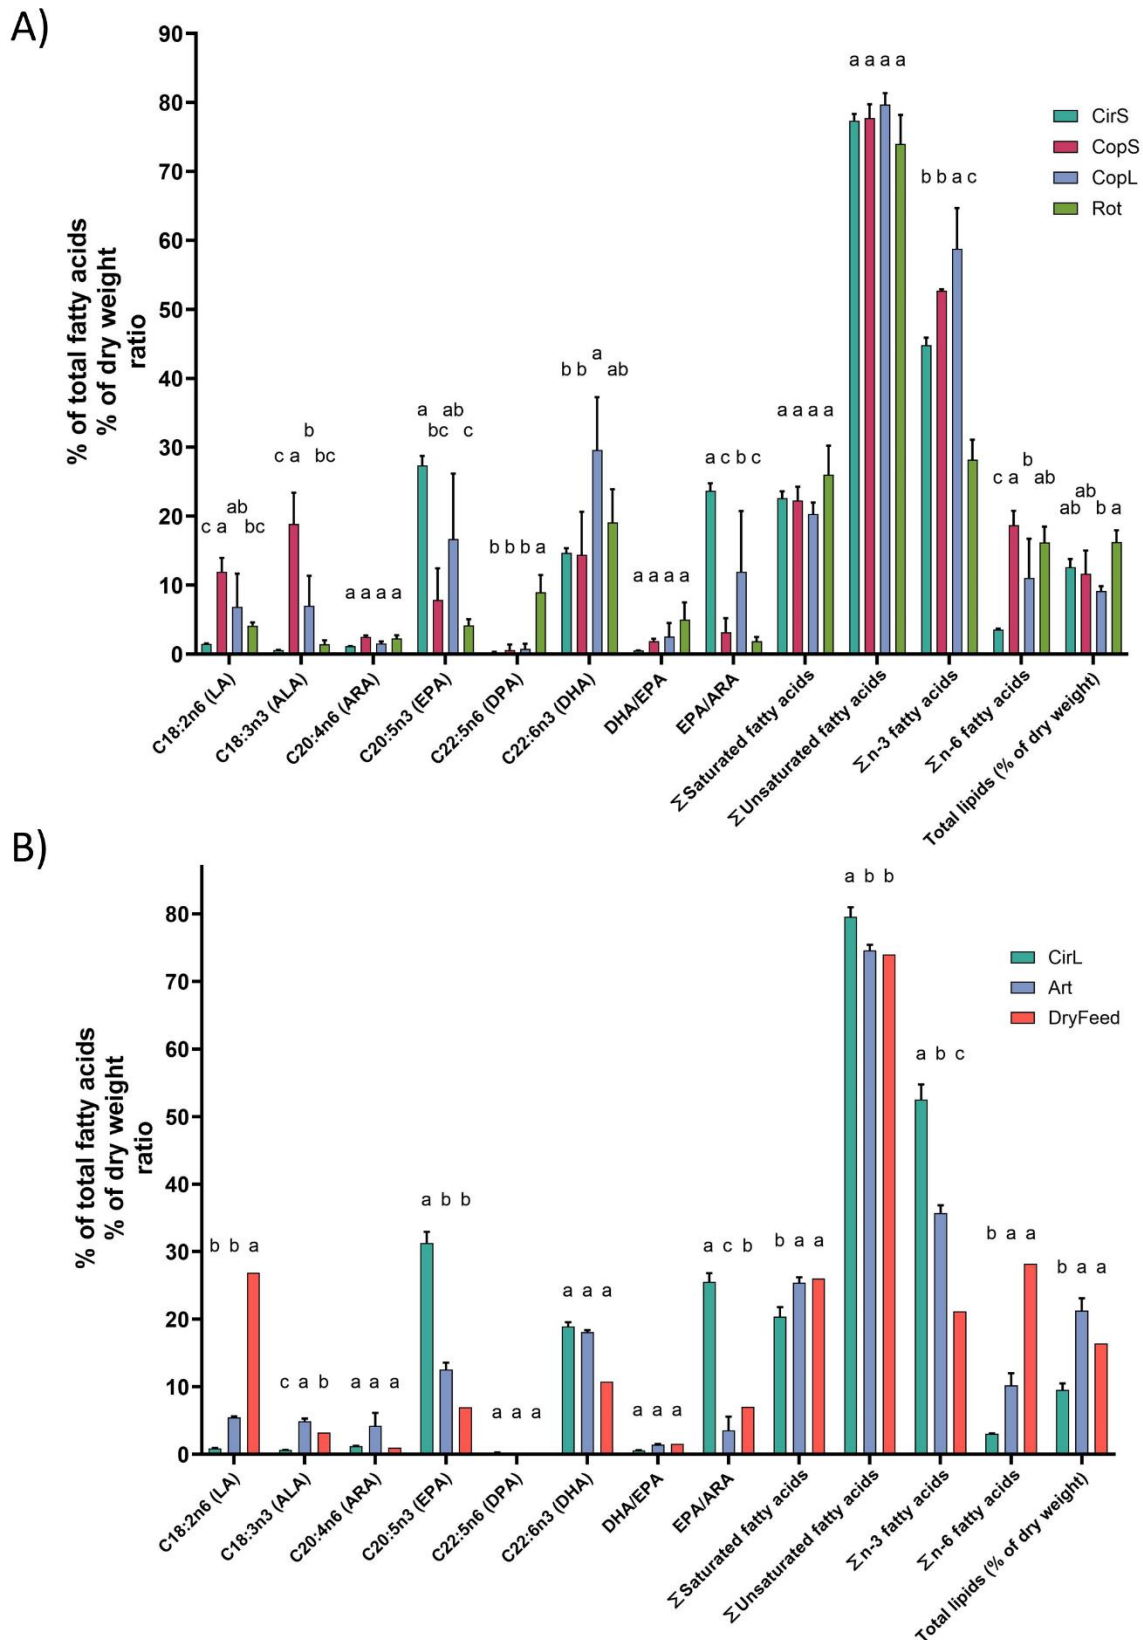 A)
90
80
70
60
50
40
30
20
10
0
% of total fatty acids
% of dry weight
ratio
CirS
CopS
CopL
Rot
c a ab bc
c a b bc
a a a a
a bc ab c
b b b a
b b a ab
a a a a
a c b c
a a a a
a a a a
b b a c
c a b ab
ab ab b a
C18:2n6 (LA)
C18:3n3 (ALA)
C20:4n6 (ARA)
C20:5n3 (EPA)
C22:5n6 (DPA)
C22:6n3 (DHA)
DHA/EPA
EPA/ARA
∑Saturated fatty acids
∑Unsaturated fatty acids
∑n-3 fatty acids
∑n-6 fatty acids
Total lipids (% of dry weight)
B)
80
70
60
50
40
30
20
10
0
% of total fatty acids
% of dry weight
ratio
CirL
Art
DryFeed
b b a
c a b
a a a
a b b
a a a
a a a
a a a
a c b
b a a
a b b
a b c
b a a
b a a
C18:2n6 (LA)
C18:3n3 (ALA)
C20:4n6 (ARA)
C20:5n3 (EPA)
C22:5n6 (DPA)
C22:6n3 (DHA)
DHA/EPA
EPA/ARA
∑Saturated fatty acids
∑Unsaturated fatty acids
∑n-3 fatty acids
∑n-6 fatty acids
Total lipids (% of dry weight)